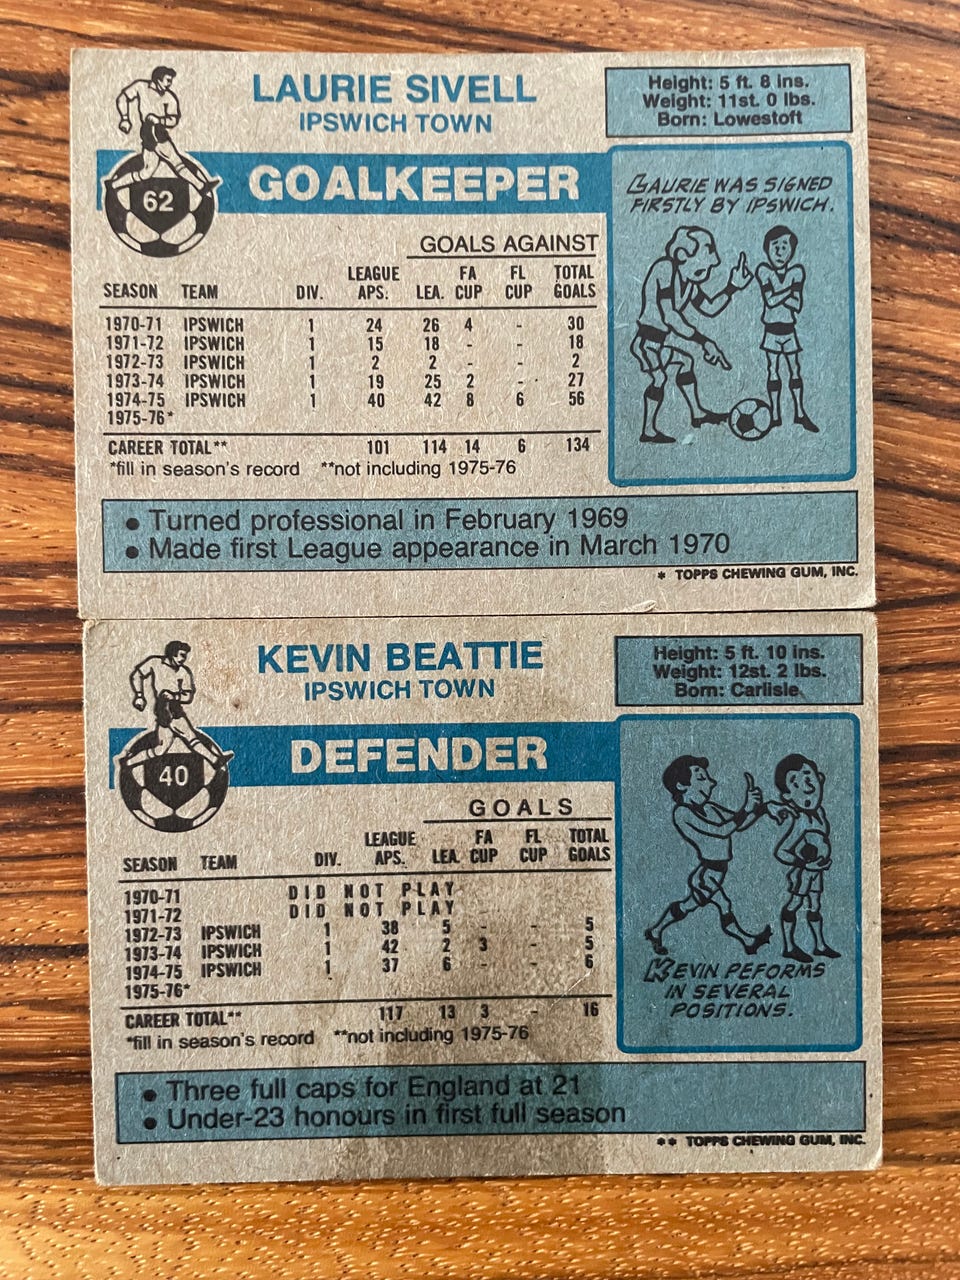 LAURIE SIVELL
IPSWICH TOWN
Height: 5 ft. 8 ins.
Weight: 11st. 0 lbs.
Born: Lowestoft
62
GOALKEEPER
LAURIE WAS SIGNED
FIRSTLY BY IPSWICH.
GOALS AGAINST
SEASON TEAM DIV. LEAGUE APS. LEA. FA CUP FL CUP TOTAL GOALS
1970-71 IPSWICH 1 24 26 4 - 30
1971-72 IPSWICH 1 15 18 - - 18
1972-73 IPSWICH 1 2 2 - - 2
1973-74 IPSWICH 1 19 25 2 - 27
1974-75 IPSWICH 1 40 42 8 6 56
1975-76*
CAREER TOTAL** 101 114 14 6 134
*fill in season's record **not including 1975-76
• Turned professional in February 1969
• Made first League appearance in March 1970
* TOPPS CHEWING GUM, INC.
KEVIN BEATTIE
IPSWICH TOWN
Height: 5 ft. 10 ins.
Weight: 12st. 2 lbs.
Born: Carlisle
40
DEFENDER
GOALS
SEASON TEAM DIV. LEAGUE APS. LEA. FA CUP FL CUP TOTAL GOALS
1970-71 DID NOT PLAY
1971-72 DID NOT PLAY
1972-73 IPSWICH 1 38 5 - - 5
1973-74 IPSWICH 1 42 2 3 - 5
1974-75 IPSWICH 1 37 6 - - 6
1975-76*
CAREER TOTAL** 117 13 3 - 16
*fill in season's record **not including 1975-76
KEVIN PEFORMS
IN SEVERAL
POSITIONS.
• Three full caps for England at 21
• Under-23 honours in first full season
** TOPPS CHEWING GUM, INC.